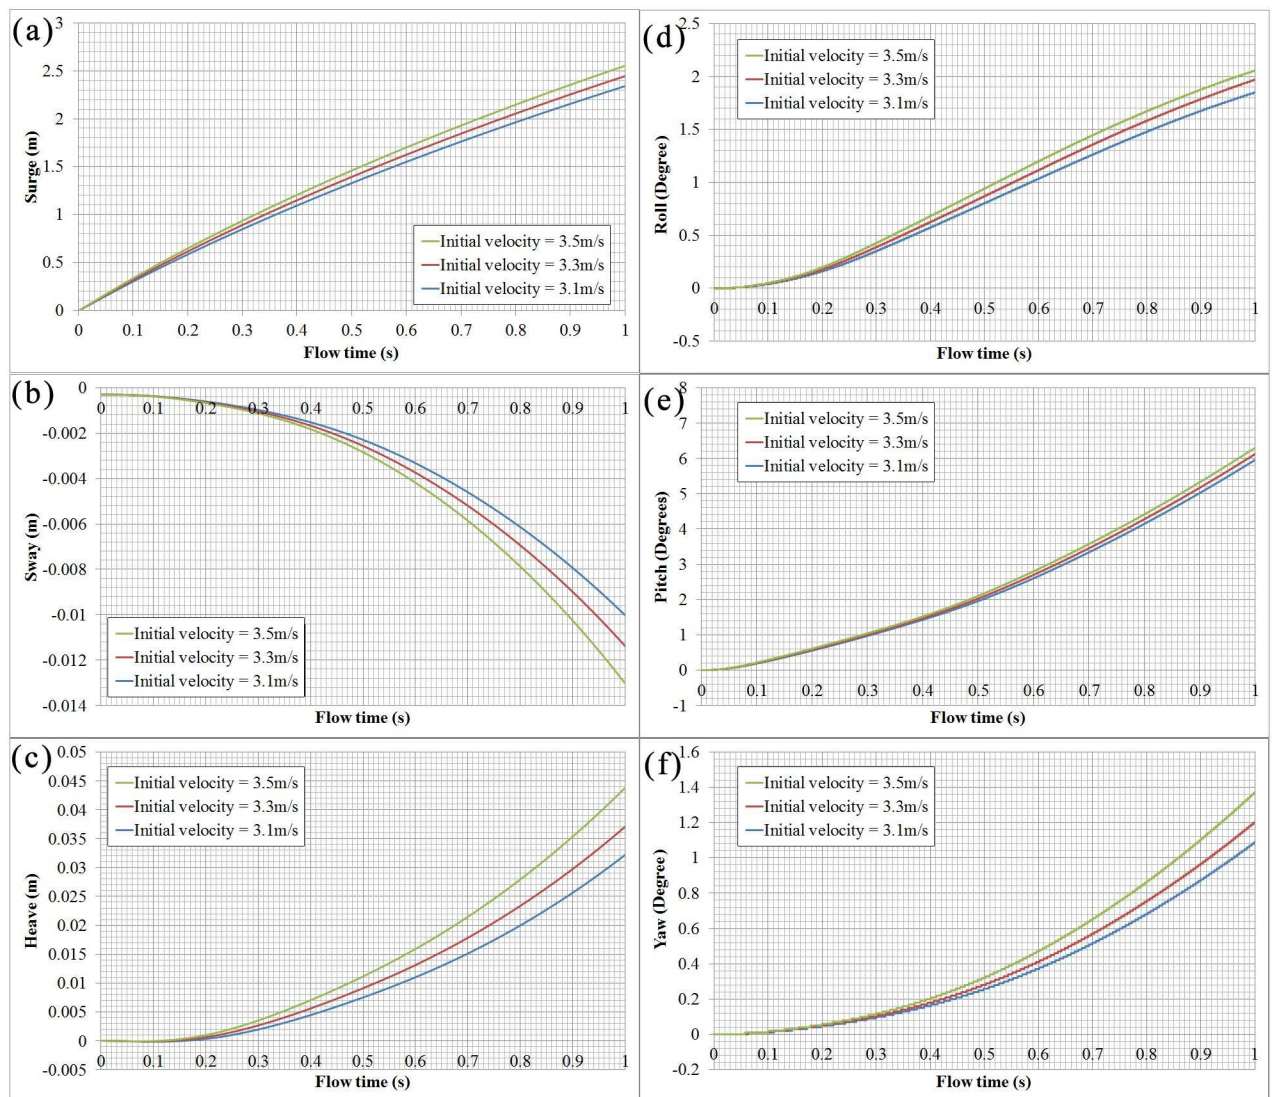 (a)
3
2.5
2
1.5
1
0.5
0
Surge (m)
Initial velocity = 3.5m/s
Initial velocity = 3.3m/s
Initial velocity = 3.1m/s
0 0.1 0.2 0.3 0.4 0.5 0.6 0.7 0.8 0.9 1
Flow time (s)
(d)
2.5
2
1.5
1
0.5
0
-0.5
Roll (Degree)
Initial velocity = 3.5m/s
Initial velocity = 3.3m/s
Initial velocity = 3.1m/s
0 0.1 0.2 0.3 0.4 0.5 0.6 0.7 0.8 0.9 1
Flow time (s)
(b)
0
-0.002
-0.004
-0.006
-0.008
-0.01
-0.012
-0.014
Sway (m)
0 0.1 0.2 0.3 0.4 0.5 0.6 0.7 0.8 0.9 1
Initial velocity = 3.5m/s
Initial velocity = 3.3m/s
Initial velocity = 3.1m/s
Flow time (s)
(e)
8
7
6
5
4
3
2
1
0
-1
Pitch (Degrees)
Initial velocity = 3.5m/s
Initial velocity = 3.3m/s
Initial velocity = 3.1m/s
0 0.1 0.2 0.3 0.4 0.5 0.6 0.7 0.8 0.9 1
Flow time (s)
(c)
0.05
0.045
0.04
0.035
0.03
0.025
0.02
0.015
0.01
0.005
0
-0.005
Heave (m)
Initial velocity = 3.5m/s
Initial velocity = 3.3m/s
Initial velocity = 3.1m/s
0 0.1 0.2 0.3 0.4 0.5 0.6 0.7 0.8 0.9 1
Flow time (s)
(f)
1.6
1.4
1.2
1
0.8
0.6
0.4
0.2
0
-0.2
Yaw (Degree)
Initial velocity = 3.5m/s
Initial velocity = 3.3m/s
Initial velocity = 3.1m/s
0 0.1 0.2 0.3 0.4 0.5 0.6 0.7 0.8 0.9 1
Flow time (s)